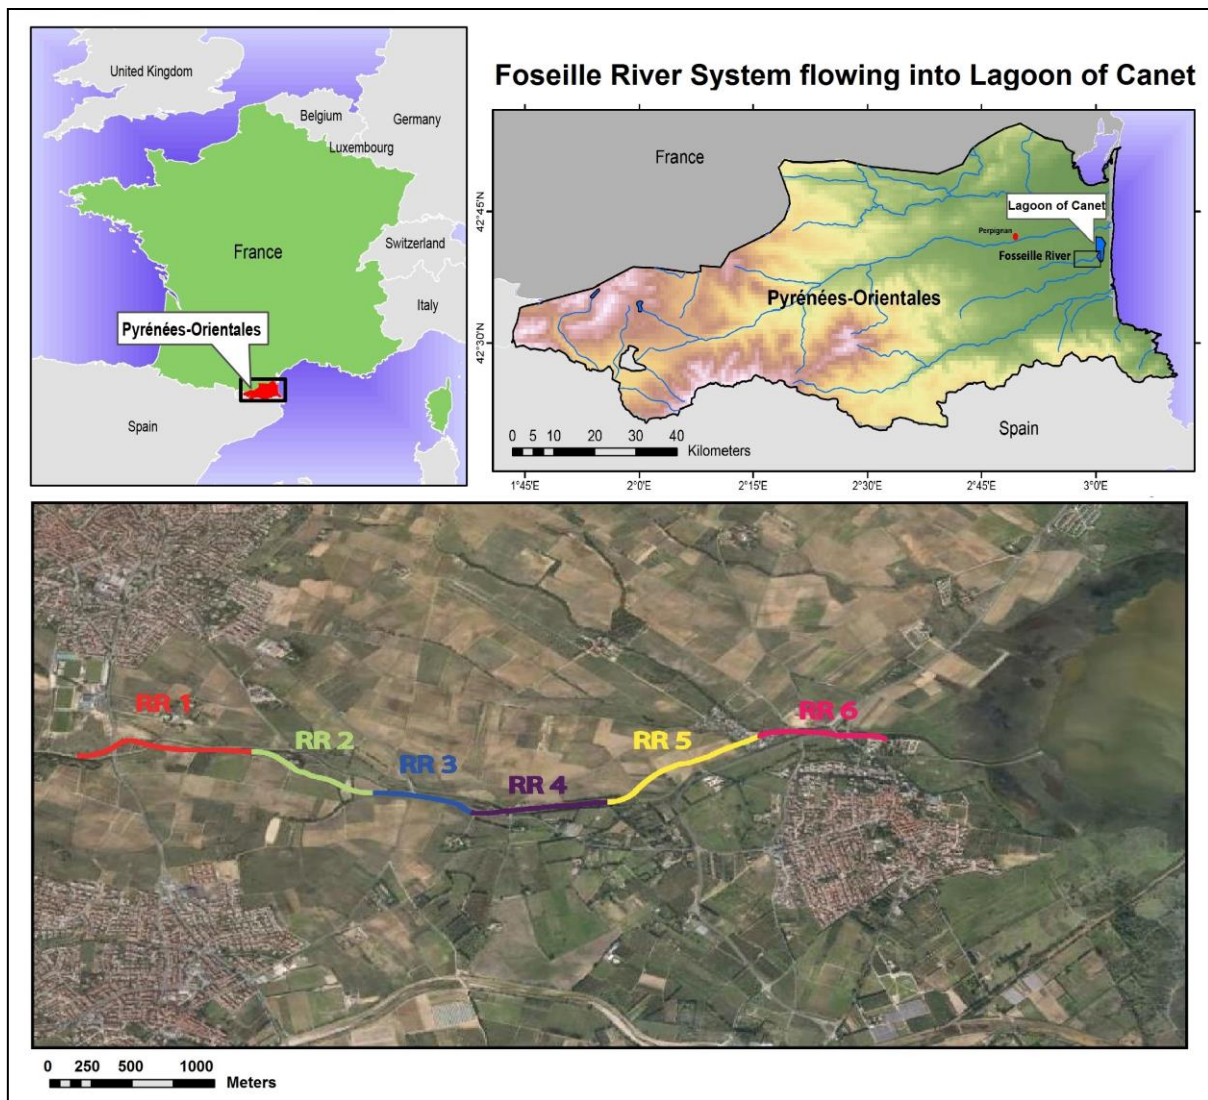 United Kingdom
Belgium
Germany
Luxembourg
France
Switzerland
Italy
Pyrénées-Orientales
Spain
Foseille River System flowing into Lagoon of Canet
France
42°45'N
Lagoon of Canet
Perpignan
Fosseille River
Pyrénées-Orientales
42°30'N
0 5 10 20 30 40
Kilometers
Spain
1°45'E 2°0'E 2°15'E 2°30'E 2°45'E 3°0'E
RR 1
RR 2
RR 3
RR 4
RR 5
RR 6
0 250 500 1000
Meters